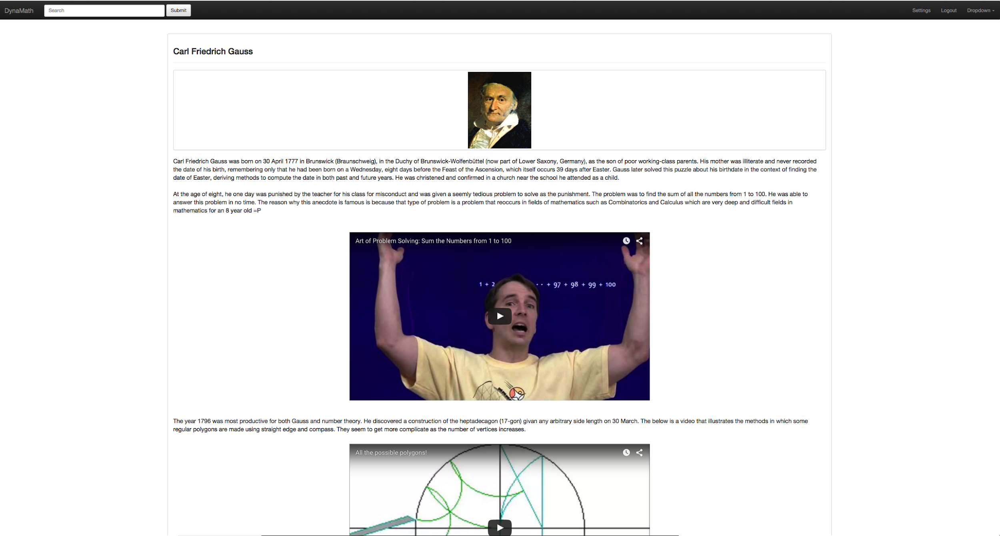 DynaMath Search Submit Settings Logout Dropdown
Carl Friedrich Gauss
Carl Friedrich Gauss was born on 30 April 1777 in Brunswick (Braunschweig), in the Duchy of Brunswick-Wolfenbüttel (now part of Lower Saxony, Germany), as the son of poor working-class parents. His mother was illiterate and never recorded
the date of his birth, remembering only that he had been born on a Wednesday, eight days before the Feast of the Ascension, which itself occurs 39 days after Easter. Gauss later solved this puzzle about his birthdate in the context of finding the
date of Easter, deriving methods to compute the date in both past and future years. He was christened and confirmed in a church near the school he attended as a child.
At the age of eight, he one day was punished by the teacher for his class for misconduct and was given a seemly tedious problem to solve as the punishment. The problem was to find the sum of all the numbers from 1 to 100. He was able to
answer this problem in no time. The reason why this anecdote is famous is because that type of problem is a problem that reoccurs in fields of mathematics such as Combinatorics and Calculus which are very deep and difficult fields in
mathematics for an 8 year old =P
Art of Problem Solving: Sum the Numbers from 1 to 100
1 + 2 · · + 97 + 98 + 99 + 100
The year 1796 was most productive for both Gauss and number theory. He discovered a construction of the heptadecagon (17-gon) givan any arbitrary side length on 30 March. The below is a video that illustrates the methods in which some
regular polygons are made using straight edge and compass. They seem to get more complicate as the number of vertices increases.
All the possible polygons!